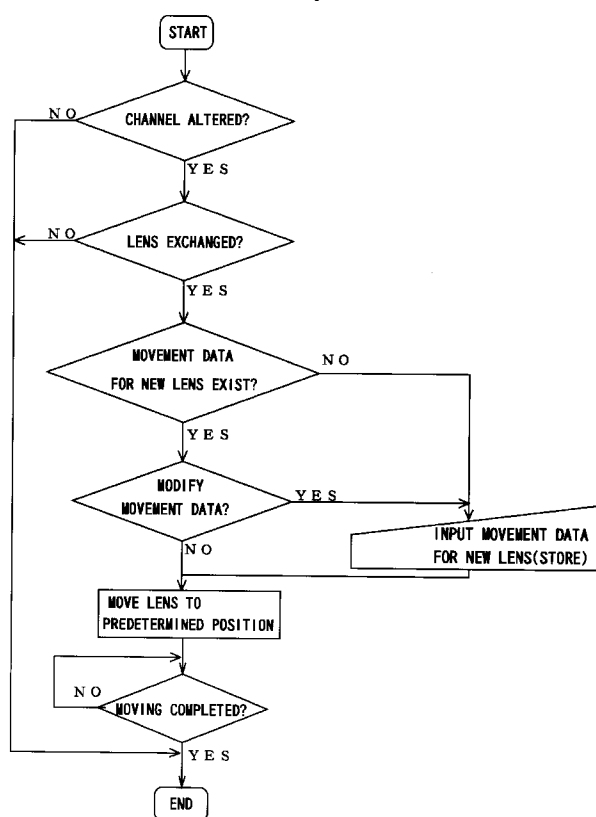 START
NO
CHANNEL ALTERED?
YES
NO
LENS EXCHANGED?
YES
MOVEMENT DATA
FOR NEW LENS EXIST?
NO
YES
MODIFY
MOVEMENT DATA?
YES
NO
INPUT MOVEMENT DATA
FOR NEW LENS(STORE)
MOVE LENS TO
PREDETERMINED POSITION
NO
MOVING COMPLETED?
YES
END